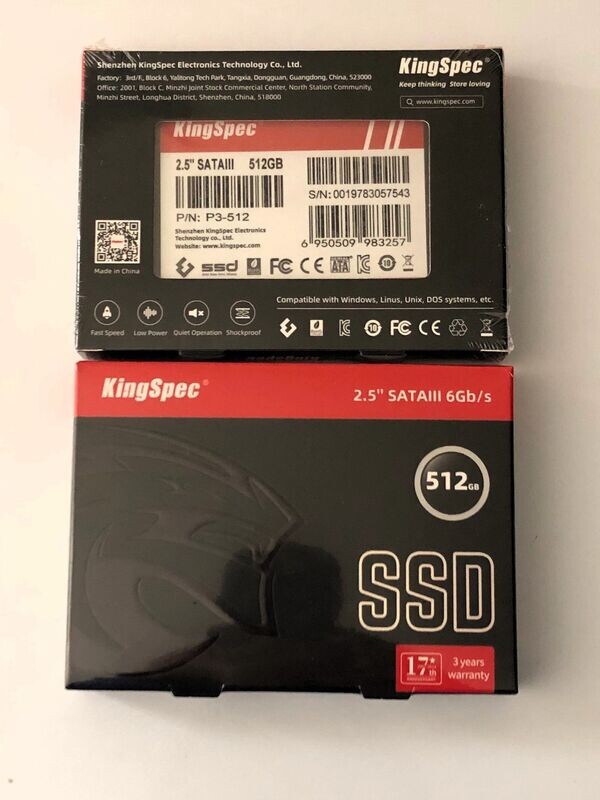 Shenzhen KingSpec Electronics Technology Co., Ltd.
Factory: 3rd/F., Block 6, Yalitong Tech Park, Tangxia, Dongguan, Guangdong, China, 523000
Office: 2001, Block C, Minzhi Joint Stock Commercial Center, North Station Community,
Minzhi Street, Longhua District, Shenzhen, China, 518000
KingSpec®
Keep thinking Store loving
www.kingspec.com
KingSpec
2.5" SATAIII 512GB
P/N: P3-512
Shenzhen KingSpec Electronics
Technology co., Ltd.
Website: www.kingspec.com
S/N: 0019783057543
6 950509 983257
ssd FC CE ATA 10
Made in China
Fast Speed Low Power Quiet Operation Shockproof
Compatible with Windows, Linus, Unix, DOS systems, etc.
10 FC CE
KingSpec
KingSpec®
2.5" SATAIII 6Gb/s
512GB
SSD
17th
ANNIVERSARY
3 years
warranty